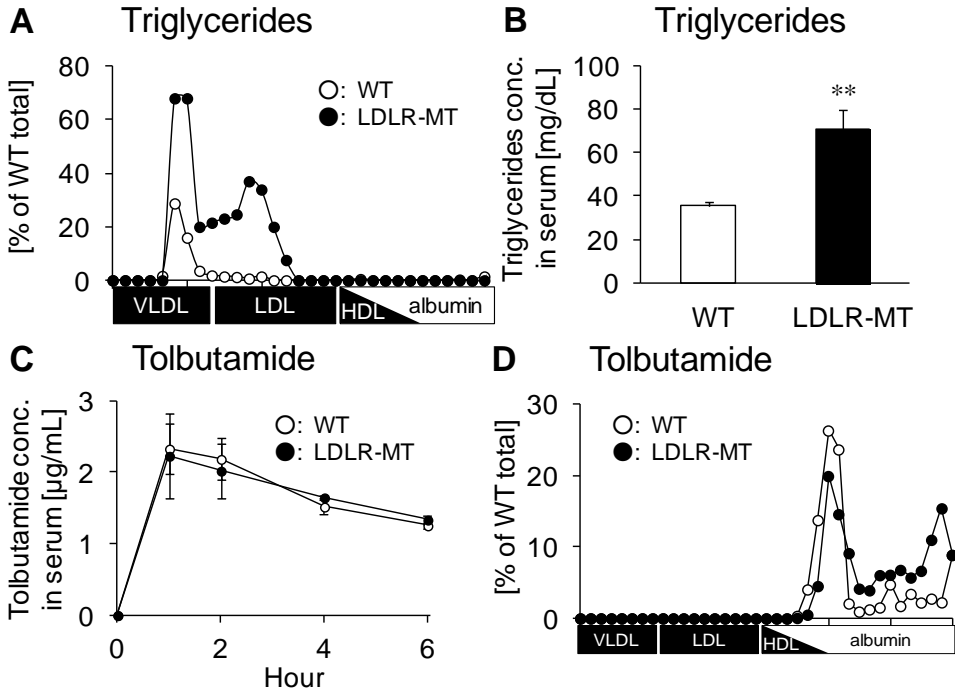 A Triglycerides
80
60
40
20
0
[% of WT total]
○: WT
●: LDLR-MT
VLDL LDL HDL albumin
B Triglycerides
100
80
60
40
20
0
Triglycerides conc.
in serum [mg/dL]
**
WT LDLR-MT
C Tolbutamide
3
2
1
0
Tolbutamide conc.
in serum [µg/mL]
○: WT
●: LDLR-MT
0 2 4 6
Hour
D Tolbutamide
30
20
10
0
[% of WT total]
○: WT
●: LDLR-MT
VLDL LDL HDL albumin